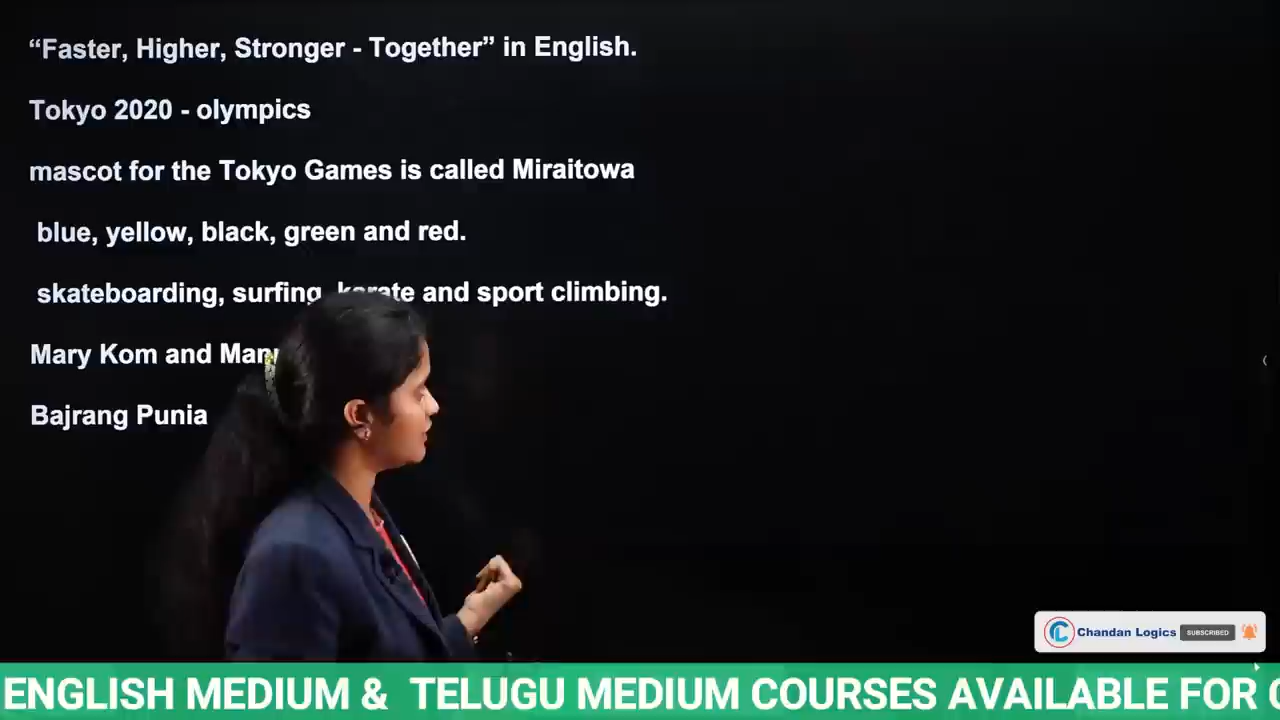 “Faster, Higher, Stronger - Together” in English.
Tokyo 2020 - olympics
mascot for the Tokyo Games is called Miraitowa
blue, yellow, black, green and red.
skateboarding, surfing, karate and sport climbing.
Mary Kom and
Bajrang Punia
Chandan Logics
SUBSCRIBED
ENGLISH MEDIUM & TELUGU MEDIUM COURSES AVAILABLE FOR